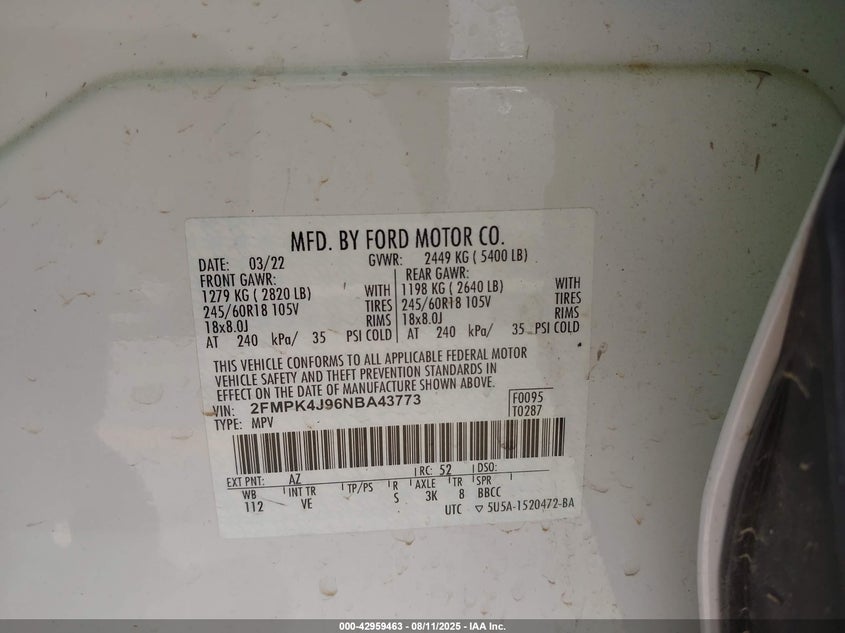 MFD. BY FORD MOTOR CO.
DATE: 03/22 GVWR: 2449 KG ( 5400 LB)
FRONT GAWR: REAR GAWR:
1279 KG ( 2820 LB) WITH 1198 KG ( 2640 LB) WITH
245/60R18 105V TIRES 245/60R18 105V TIRES
18x8.0J RIMS 18x8.0J RIMS
AT 240 kPa/ 35 PSI COLD AT 240 kPa/ 35 PSI COLD
THIS VEHICLE CONFORMS TO ALL APPLICABLE FEDERAL MOTOR
VEHICLE SAFETY AND THEFT PREVENTION STANDARDS IN
EFFECT ON THE DATE OF MANUFACTURE SHOWN ABOVE.
VIN: 2FMPK4J96NBA43773 F0095
TYPE: MPV T0287
EXT PNT: AZ RC: 52 DSO:
WB INT TR TP/PS R AXLE TR SPR
112 VE S 3K 8 BBCC
UTC ▽ 5U5A-1520472-BA
000-42959463 - 08/11/2025 - IAA Inc.